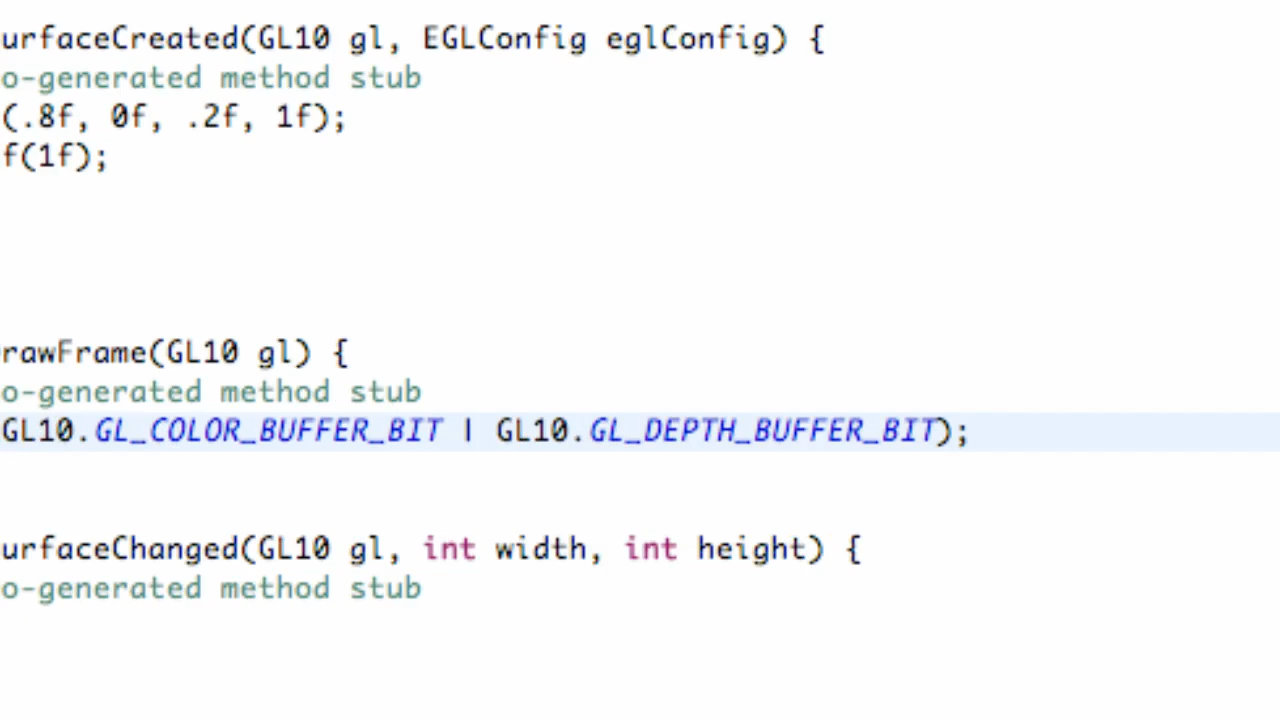 urfaceCreated(GL10 gl, EGLConfig eglConfig) {
o-generated method stub
(.8f, 0f, .2f, 1f);
f(1f);
rawFrame(GL10 gl) {
o-generated method stub
GL10.GL_COLOR_BUFFER_BIT | GL10.GL_DEPTH_BUFFER_BIT);
urfaceChanged(GL10 gl, int width, int height) {
o-generated method stub